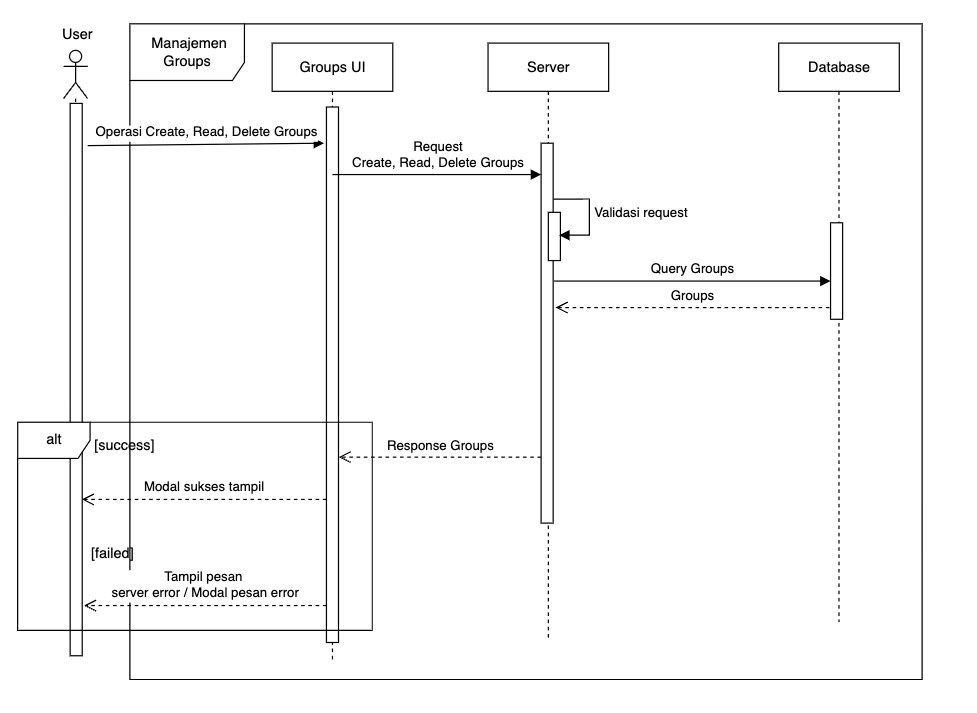 User
Manajemen
Groups
Groups UI
Server
Database
Operasi Create, Read, Delete Groups
Request
Create, Read, Delete Groups
Validasi request
Query Groups
Groups
alt
[success]
Response Groups
Modal sukses tampil
[failed]
Tampil pesan
server error / Modal pesan error